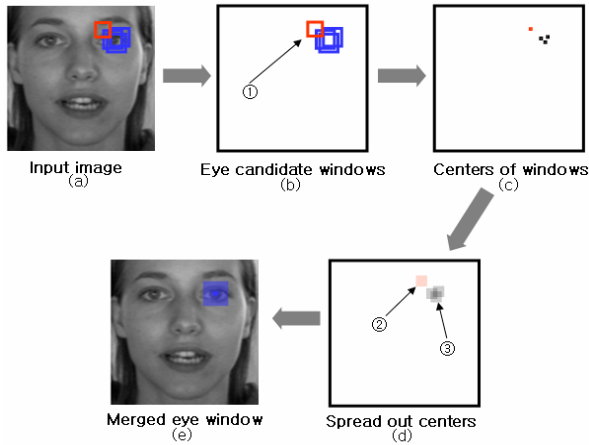 ①
Input image
(a)
Eye candidate windows
(b)
Centers of windows
(c)
②
③
Merged eye window
(e)
Spread out centers
(d)